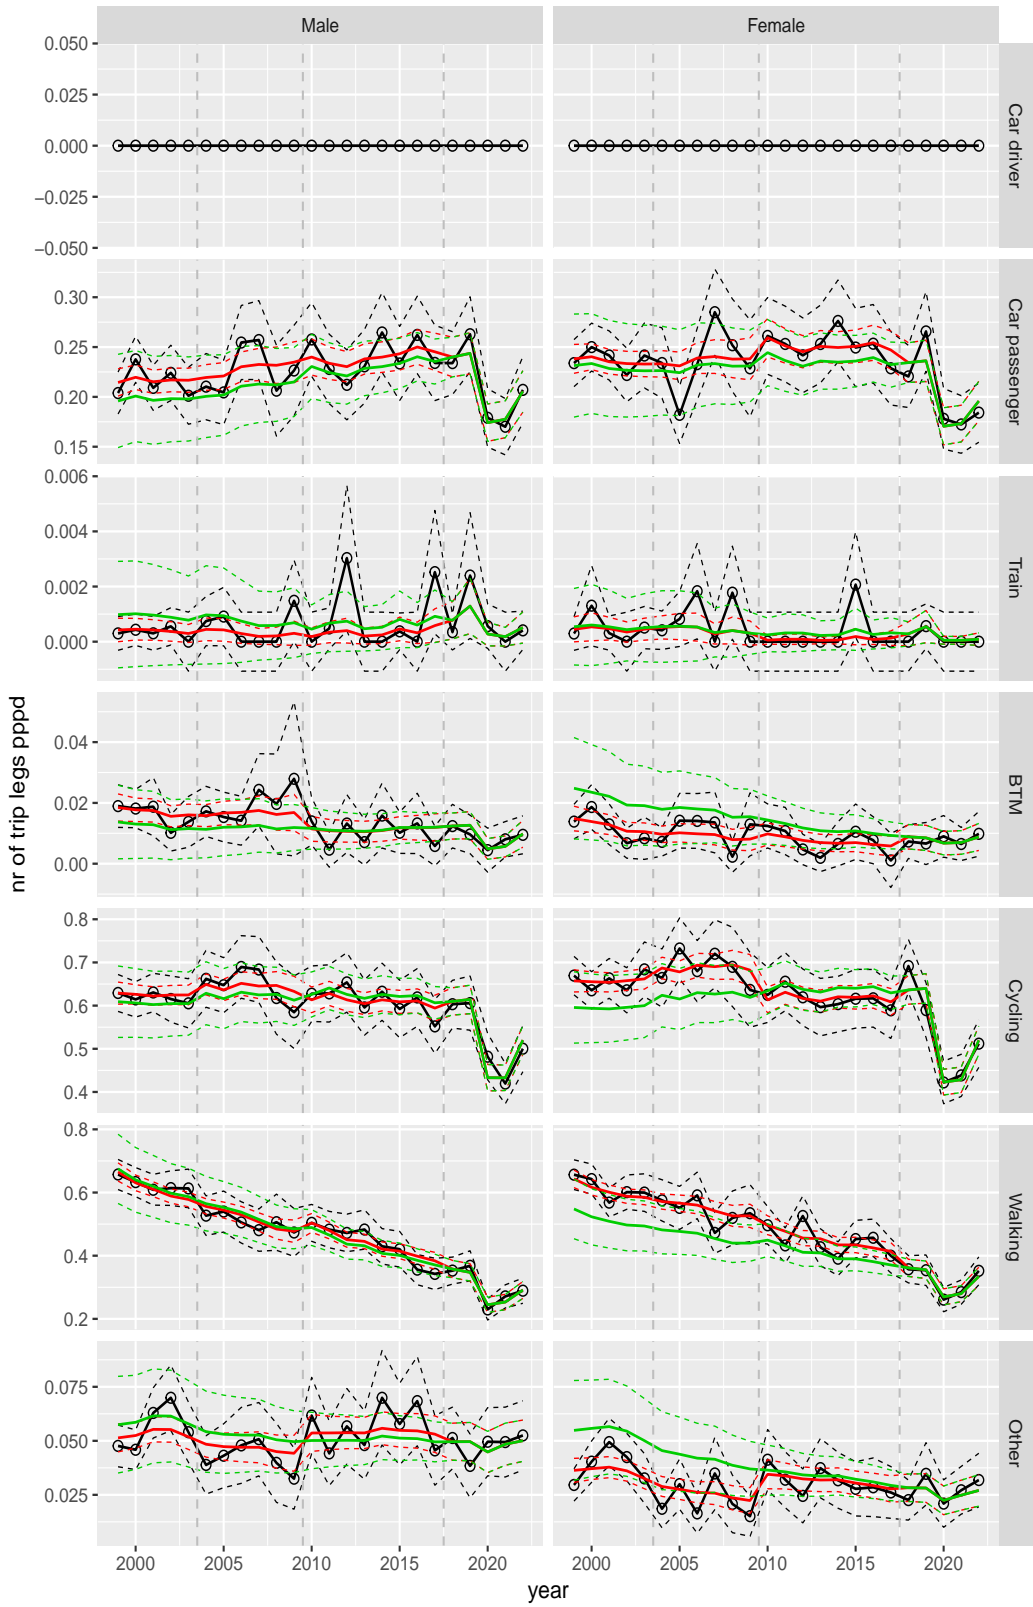 Male Female
0.050
0.025
0.000
−0.025
−0.050
Car driver
0.30
0.25
0.20
0.15
Car passenger
0.006
0.004
0.002
0.000
Train
0.04
0.02
0.00
BTM
0.8
0.7
0.6
0.5
0.4
Cycling
0.8
0.6
0.4
0.2
Walking
0.075
0.050
0.025
Other
nr of trip legs pppd
2000 2005 2010 2015 2020 2000 2005 2010 2015 2020
year